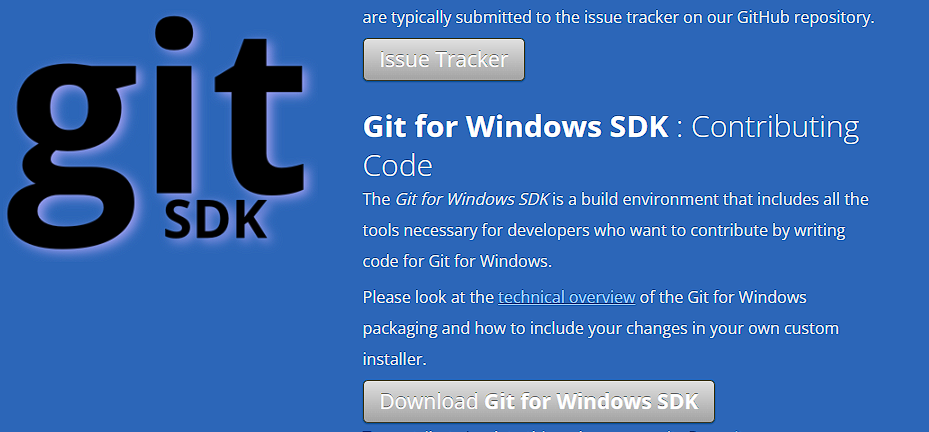 are typically submitted to the issue tracker on our GitHub repository.
Issue Tracker
git
SDK
Git for Windows SDK : Contributing
Code
The Git for Windows SDK is a build environment that includes all the
tools necessary for developers who want to contribute by writing
code for Git for Windows.
Please look at the technical overview of the Git for Windows
packaging and how to include your changes in your own custom
installer.
Download Git for Windows SDK